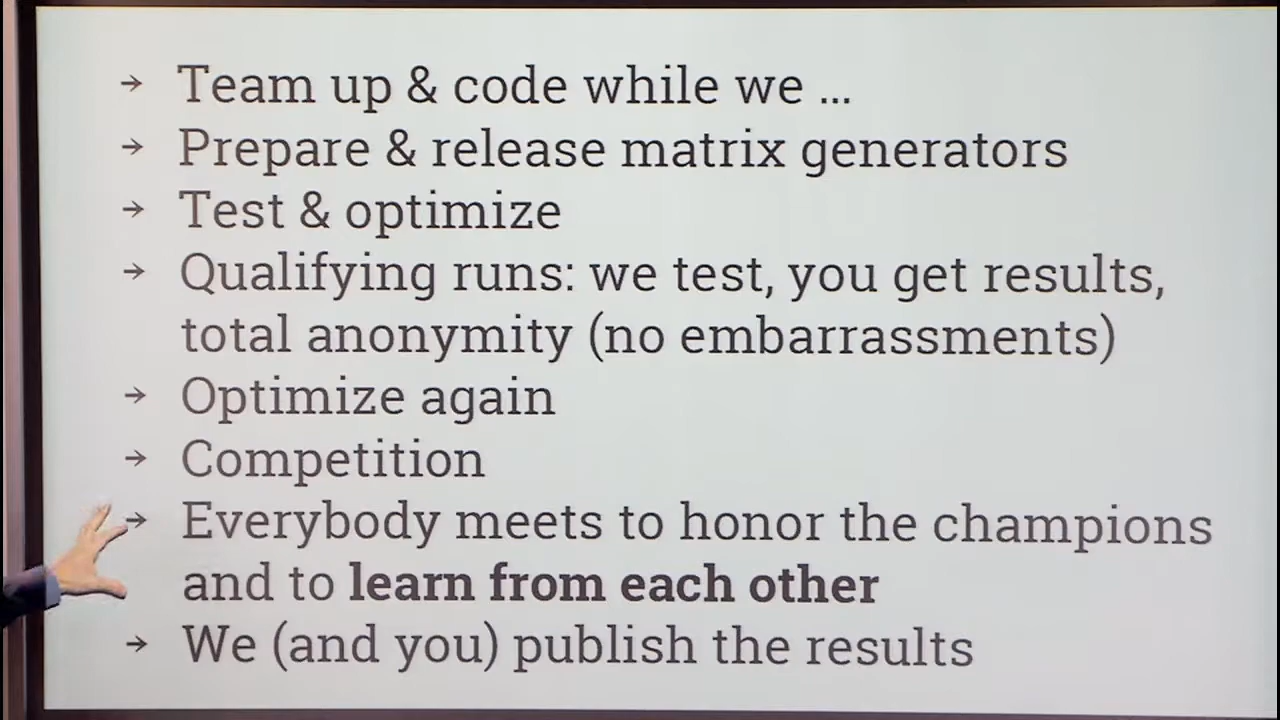 → Team up & code while we ...
→ Prepare & release matrix generators
→ Test & optimize
→ Qualifying runs: we test, you get results,
total anonymity (no embarrassments)
→ Optimize again
→ Competition
→ Everybody meets to honor the champions
and to learn from each other
→ We (and you) publish the results